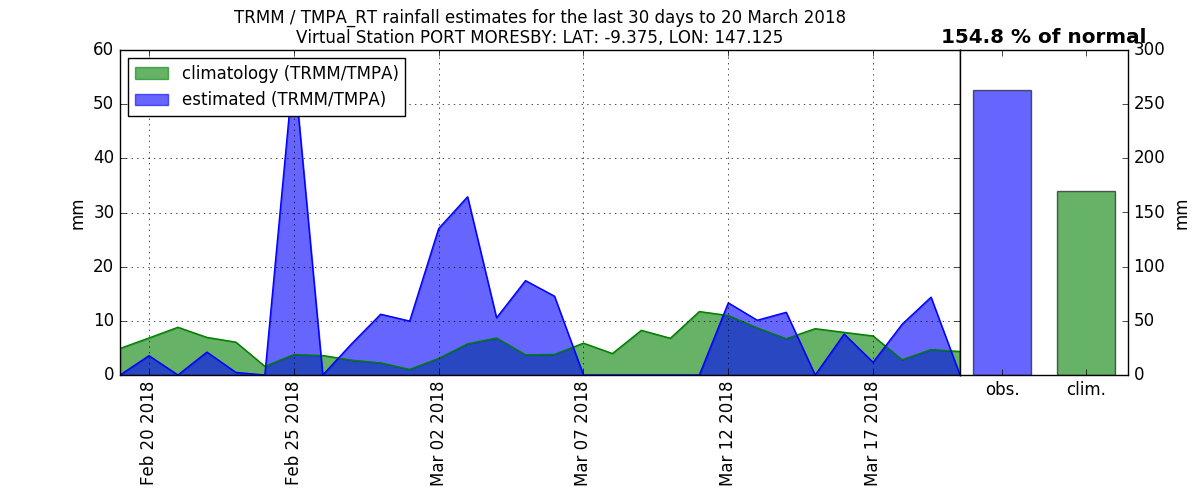 TRMM / TMPA_RT rainfall estimates for the last 30 days to 20 March 2018
Virtual Station PORT MORESBY: LAT: -9.375, LON: 147.125
154.8 % of normal
climatology (TRMM/TMPA)
estimated (TRMM/TMPA)
60
50
40
30
20
10
0
mm
Feb 20 2018
Feb 25 2018
Mar 02 2018
Mar 07 2018
Mar 12 2018
Mar 17 2018
300
250
200
150
100
50
0
mm
obs.
clim.